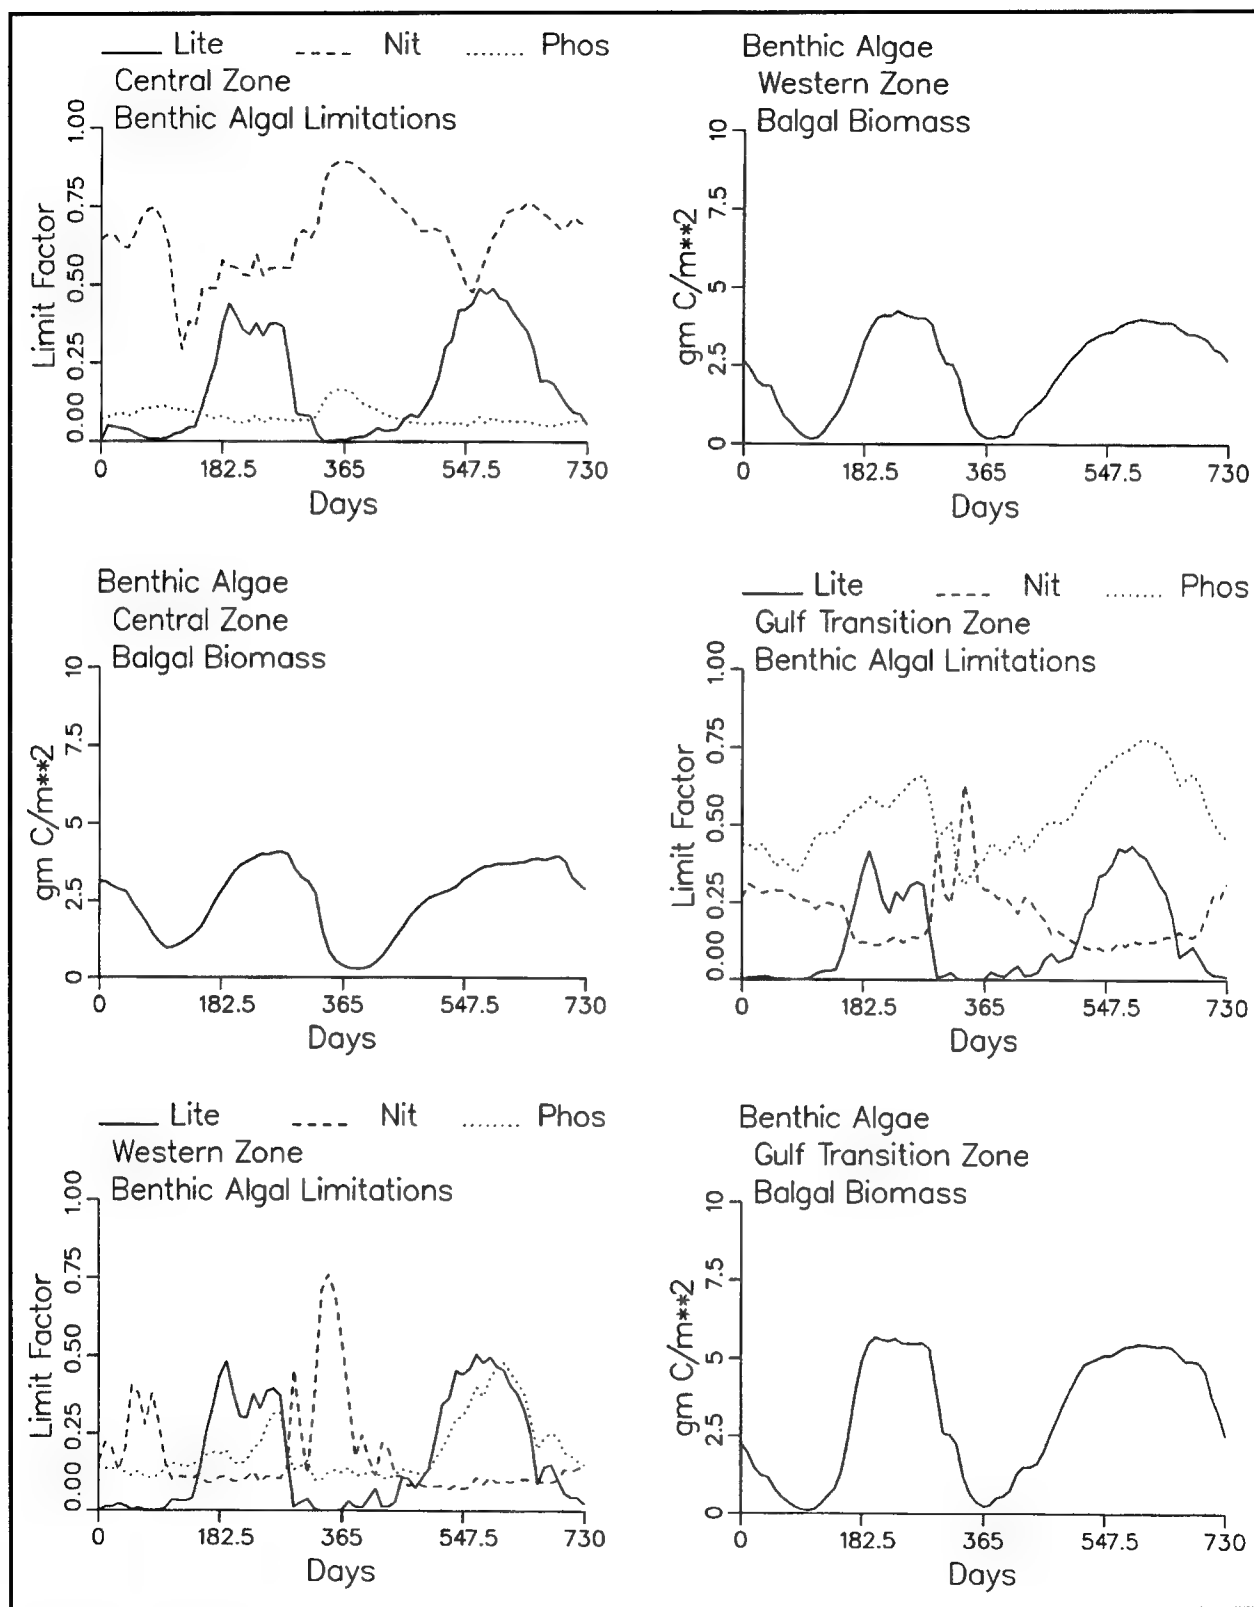 Lite Nit Phos
Central Zone
Benthic Algal Limitations
1.00
0.75
0.50
0.25
0.00
Limit Factor
0 182.5 365 547.5 730
Days
Benthic Algae
Western Zone
Balgal Biomass
10
7.5
5
2.5
0
gm C/m**2
0 182.5 365 547.5 730
Days
Benthic Algae
Central Zone
Balgal Biomass
10
7.5
5
2.5
0
gm C/m**2
0 182.5 365 547.5 730
Days
Lite Nit Phos
Gulf Transition Zone
Benthic Algal Limitations
1.00
0.75
0.50
0.25
0.00
Limit Factor
0 182.5 365 547.5 730
Days
Lite Nit Phos
Western Zone
Benthic Algal Limitations
1.00
0.75
0.50
0.25
0.00
Limit Factor
0 182.5 365 547.5 730
Days
Benthic Algae
Gulf Transition Zone
Balgal Biomass
10
7.5
5
2.5
0
gm C/m**2
0 182.5 365 547.5 730
Days